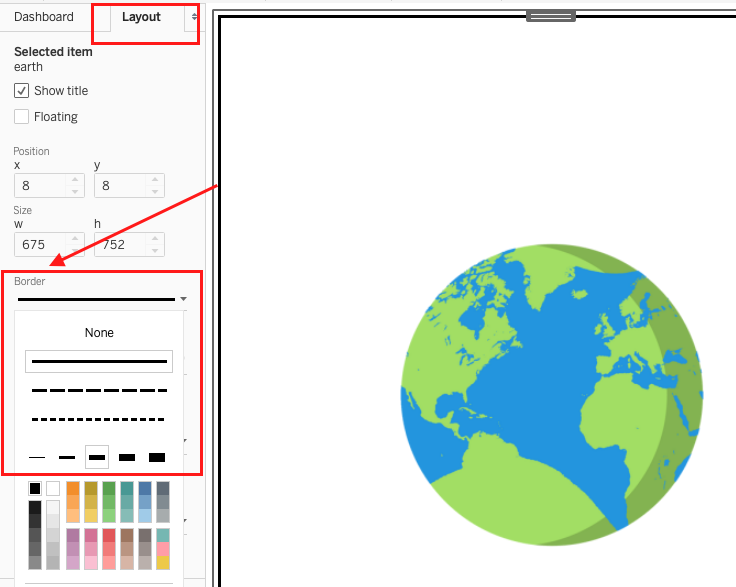 Dashboard Layout
Selected item
earth
Show title
Floating
Position
x y
8 8
Size
w h
675 752
Border
None